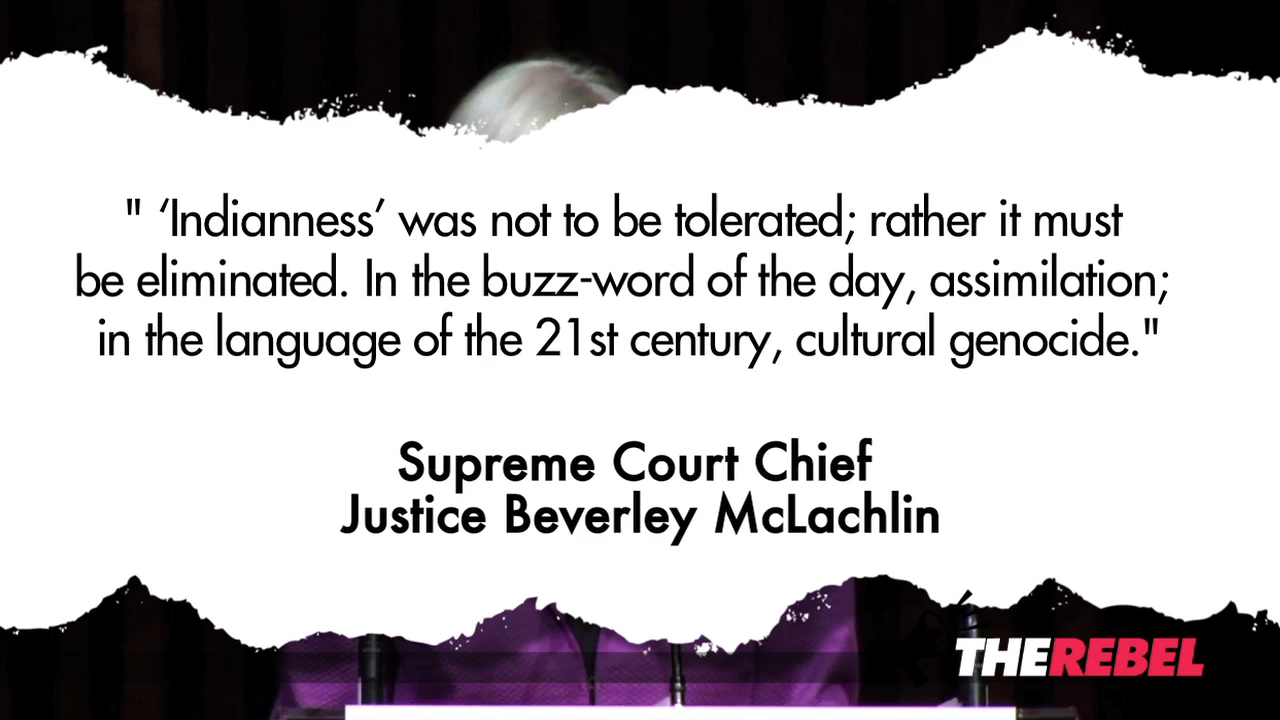 " ‘Indianness’ was not to be tolerated; rather it must
be eliminated. In the buzz-word of the day, assimilation;
in the language of the 21st century, cultural genocide."
Supreme Court Chief
Justice Beverley McLachlin
THEREBEL